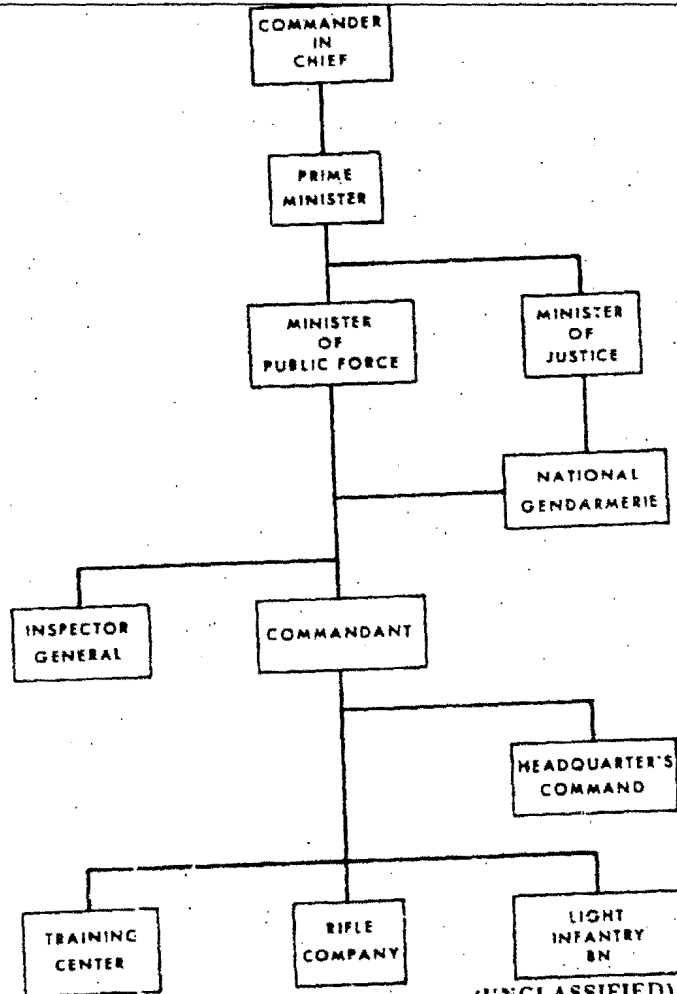 COMMANDER
IN
CHIEF
PRIME
MINISTER
MINISTER
OF
PUBLIC FORCE
MINISTER
OF
JUSTICE
NATIONAL
GENDARMERIE
INSPECTOR
GENERAL
COMMANDANT
HEADQUARTER'S
COMMAND
TRAINING
CENTER
RIFLE
COMPANY
LIGHT
INFANTRY
BN
(UNCLASSIFIED)